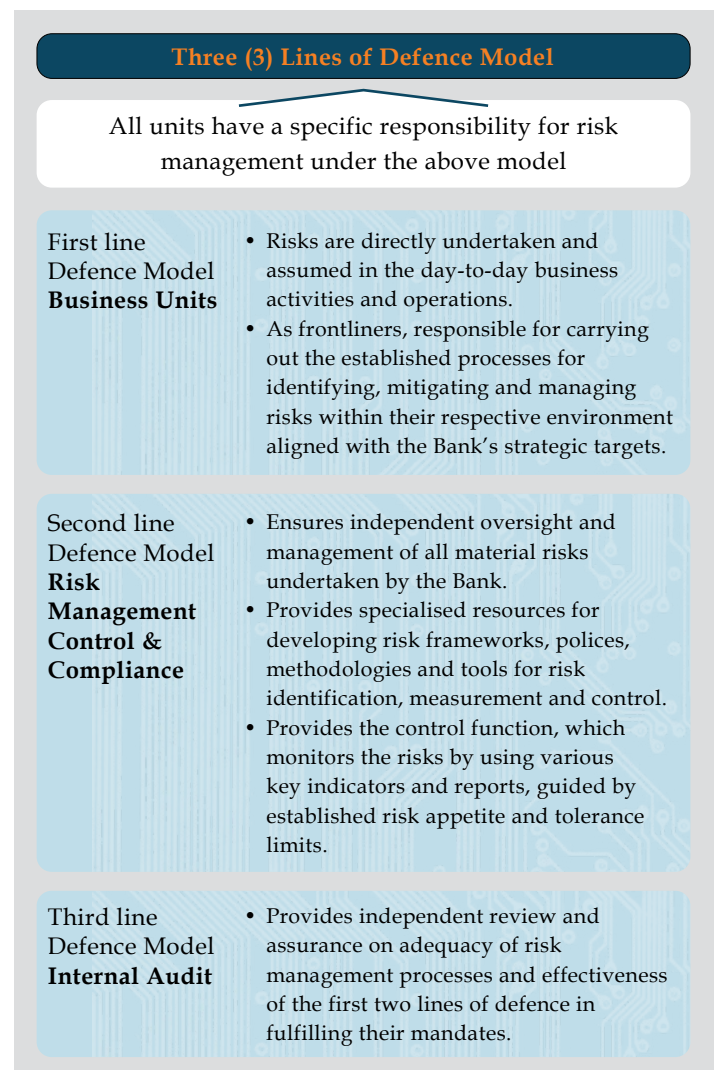 Three (3) Lines of Defence Model
All units have a specific responsibility for risk
management under the above model
First line
Defence Model
Business Units
• Risks are directly undertaken and
assumed in the day-to-day business
activities and operations.
• As frontliners, responsible for carrying
out the established processes for
identifying, mitigating and managing
risks within their respective environment
aligned with the Bank’s strategic targets.
Second line
Defence Model
Risk
Management
Control &
Compliance
• Ensures independent oversight and
management of all material risks
undertaken by the Bank.
• Provides specialised resources for
developing risk frameworks, polices,
methodologies and tools for risk
identification, measurement and control.
• Provides the control function, which
monitors the risks by using various
key indicators and reports, guided by
established risk appetite and tolerance
limits.
Third line
Defence Model
Internal Audit
• Provides independent review and
assurance on adequacy of risk
management processes and effectiveness
of the first two lines of defence in
fulfilling their mandates.